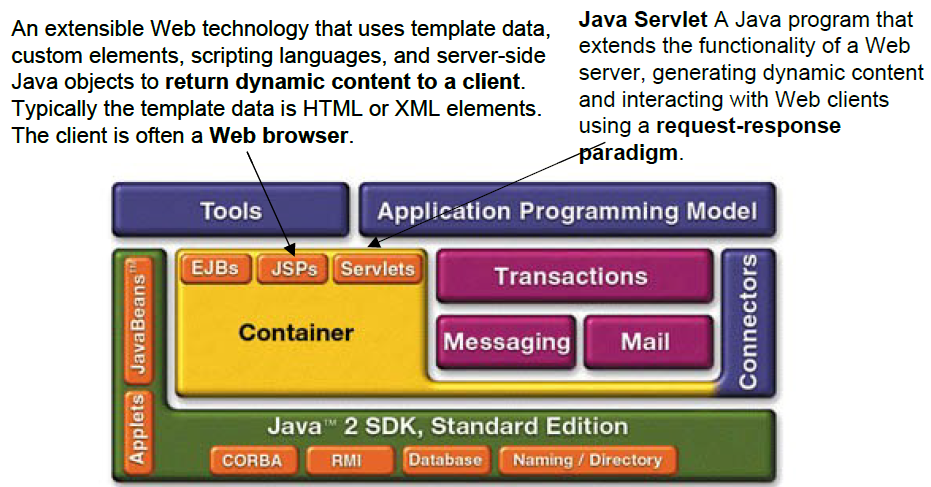 An extensible Web technology that uses template data,
custom elements, scripting languages, and server-side
Java objects to return dynamic content to a client.
Typically the template data is HTML or XML elements.
The client is often a Web browser.
Java Servlet A Java program that
extends the functionality of a Web
server, generating dynamic content
and interacting with Web clients
using a request-response
paradigm.
Tools
Application Programming Model
JavaBeans™
Applets
EJBs
JSPs
Servlets
Container
Transactions
Messaging
Mail
Connectors
Java™ 2 SDK, Standard Edition
CORBA
RMI
Database
Naming / Directory